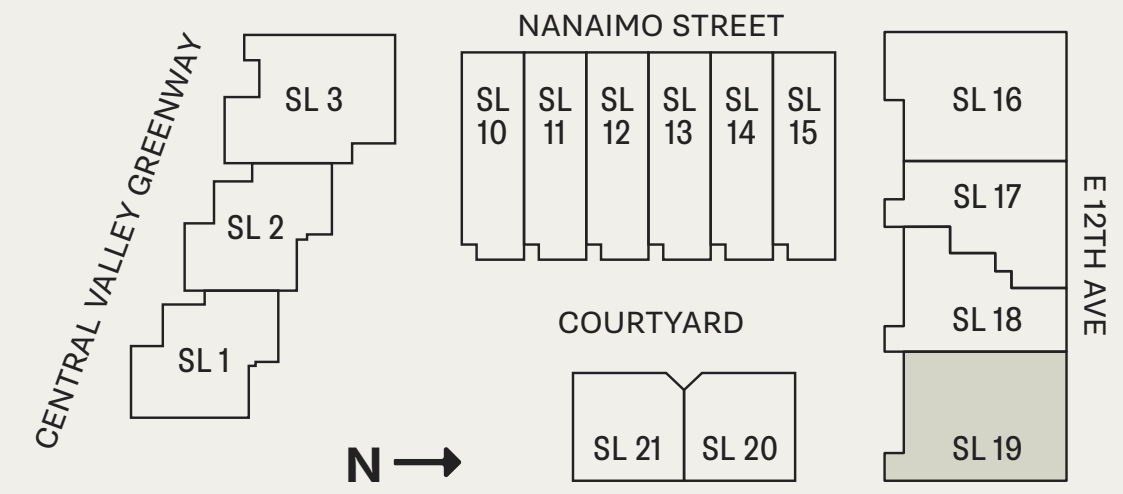 NANAIMO STREET
CENTRAL VALLEY GREENWAY
SL 3
SL 2
SL 1
SL
10
SL
11
SL
12
SL
13
SL
14
SL
15
SL 16
SL 17
SL 18
SL 19
E 12TH AVE
COURTYARD
SL 21
SL 20
N